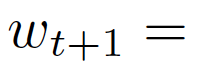 w_{t+1} =